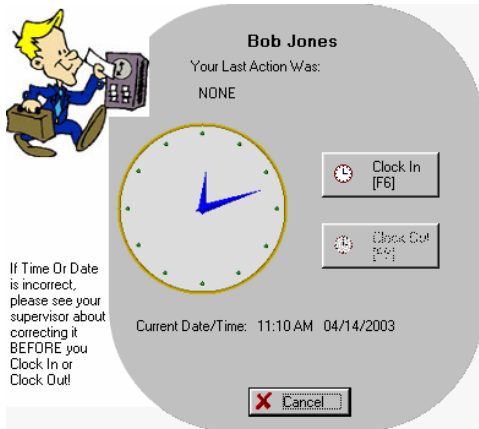 Bob Jones
Your Last Action Was:
NONE
Clock In
[F6]
Clock Out
If Time Or Date
is incorrect,
please see your
supervisor about
correcting it
BEFORE you
Clock In or
Clock Out!
Current Date/Time: 11:10 AM 04/14/2003
Cancel